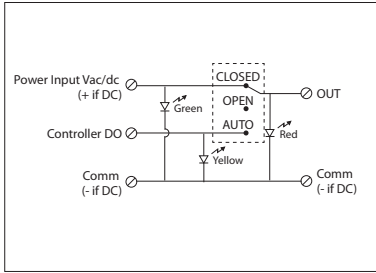 CLOSED
Power Input Vac/dc
(+ if DC)
Green
OPEN
OUT
AUTO
Controller DO
Red
Yellow
Comm
(- if DC)
Comm
(- if DC)